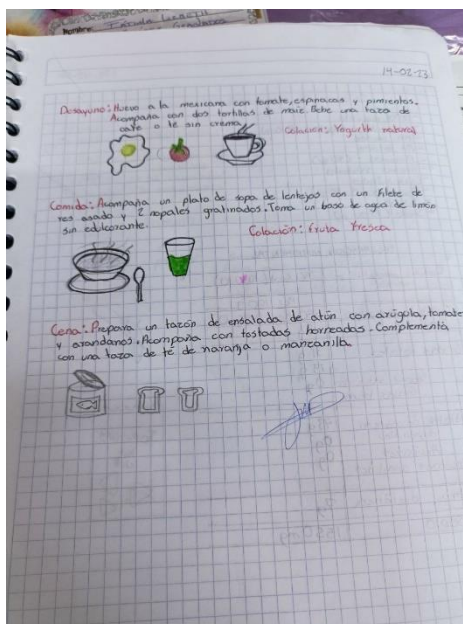 Nombre:
14-02-23
Desayuno: Huevo a la mexicana con tomate, espinacas y pimientos.
Acompaña con dos tortillas de maíz. Bebe una taza de
café o té sin crema.
Colación: Yogurth natural
Comida: Acompaña un plato de sopa de lentejas con un filete de
res asado y 2 nopales gratinados. Toma un baso de agua de limón
sin edulcorante.
Colación: Fruta Fresca
Cena: Prepara un tazón de ensalada de atún con arúgola, tomate
y arandanos. Acompaña con tostadas horneadas. Complementa
con una taza de té de naranja o manzanilla.